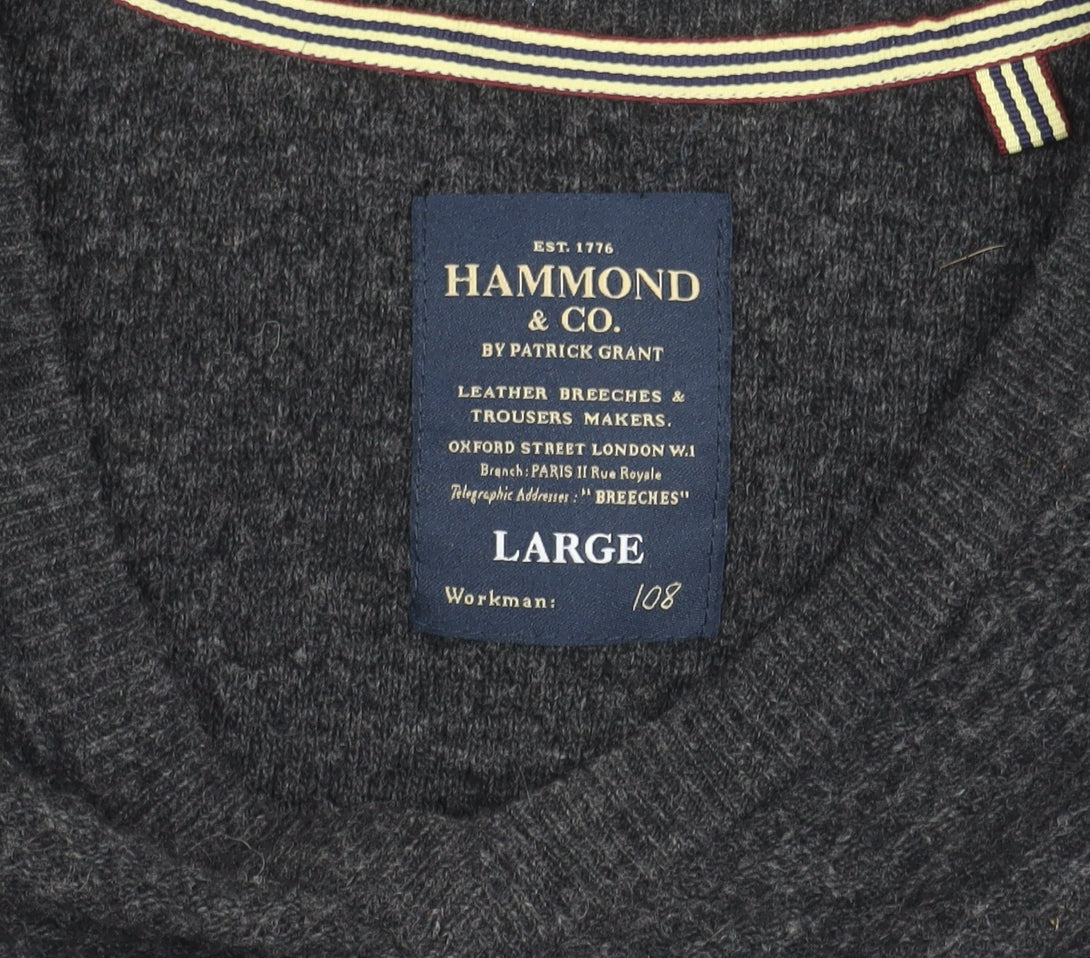 EST. 1776
HAMMOND
& CO.
BY PATRICK GRANT
LEATHER BREECHES &
TROUSERS MAKERS.
OXFORD STREET LONDON W.1
Branch: PARIS II Rue Royale
Telegraphic Addresses: "BREECHES"
LARGE
Workman: 108